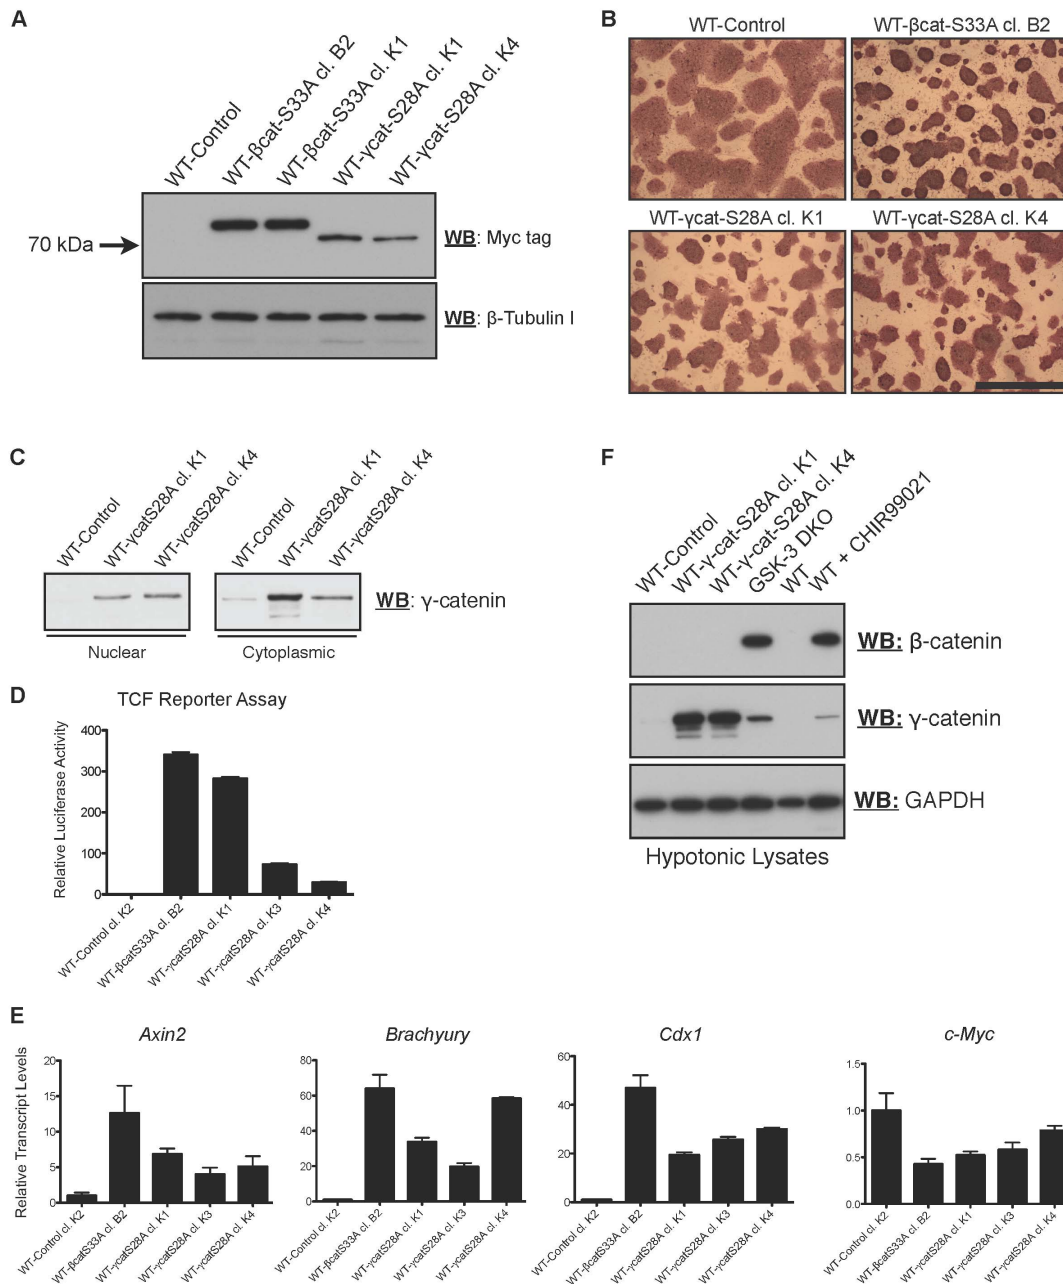 A
WT-Control
WT-βcat-S33A cl. B2
WT-βcat-S33A cl. K1
WT-γcat-S28A cl. K1
WT-γcat-S28A cl. K4
70 kDa
WB: Myc tag
WB: β-Tubulin I
B
WT-Control
WT-βcat-S33A cl. B2
WT-γcat-S28A cl. K1
WT-γcat-S28A cl. K4
C
WT-Control
WT-γcatS28A cl. K1
WT-γcatS28A cl. K4
WT-Control
WT-γcatS28A cl. K1
WT-γcatS28A cl. K4
WB: γ-catenin
Nuclear
Cytoplasmic
F
WT-Control
WT-γ-cat-S28A cl. K1
WT-γ-cat-S28A cl. K4
GSK-3 DKO
WT
WT + CHIR99021
WB: β-catenin
WB: γ-catenin
WB: GAPDH
Hypotonic Lysates
D
TCF Reporter Assay
Relative Luciferase Activity
400
300
200
100
0
WT-Control cl. K2
WT-βcatS33A cl. B2
WT-γcatS28A cl. K1
WT-γcatS28A cl. K3
WT-γcatS28A cl. K4
E
Relative Transcript Levels
Axin2
20
15
10
5
0
WT-Control cl. K2
WT-βcatS33A cl. B2
WT-γcatS28A cl. K1
WT-γcatS28A cl. K3
WT-γcatS28A cl. K4
Brachyury
80
60
40
20
0
WT-Control cl. K2
WT-βcatS33A cl. B2
WT-γcatS28A cl. K1
WT-γcatS28A cl. K3
WT-γcatS28A cl. K4
Cdx1
60
40
20
0
WT-Control cl. K2
WT-βcatS33A cl. B2
WT-γcatS28A cl. K1
WT-γcatS28A cl. K3
WT-γcatS28A cl. K4
c-Myc
1.5
1.0
0.5
0.0
WT-Control cl. K2
WT-βcatS33A cl. B2
WT-γcatS28A cl. K1
WT-γcatS28A cl. K3
WT-γcatS28A cl. K4